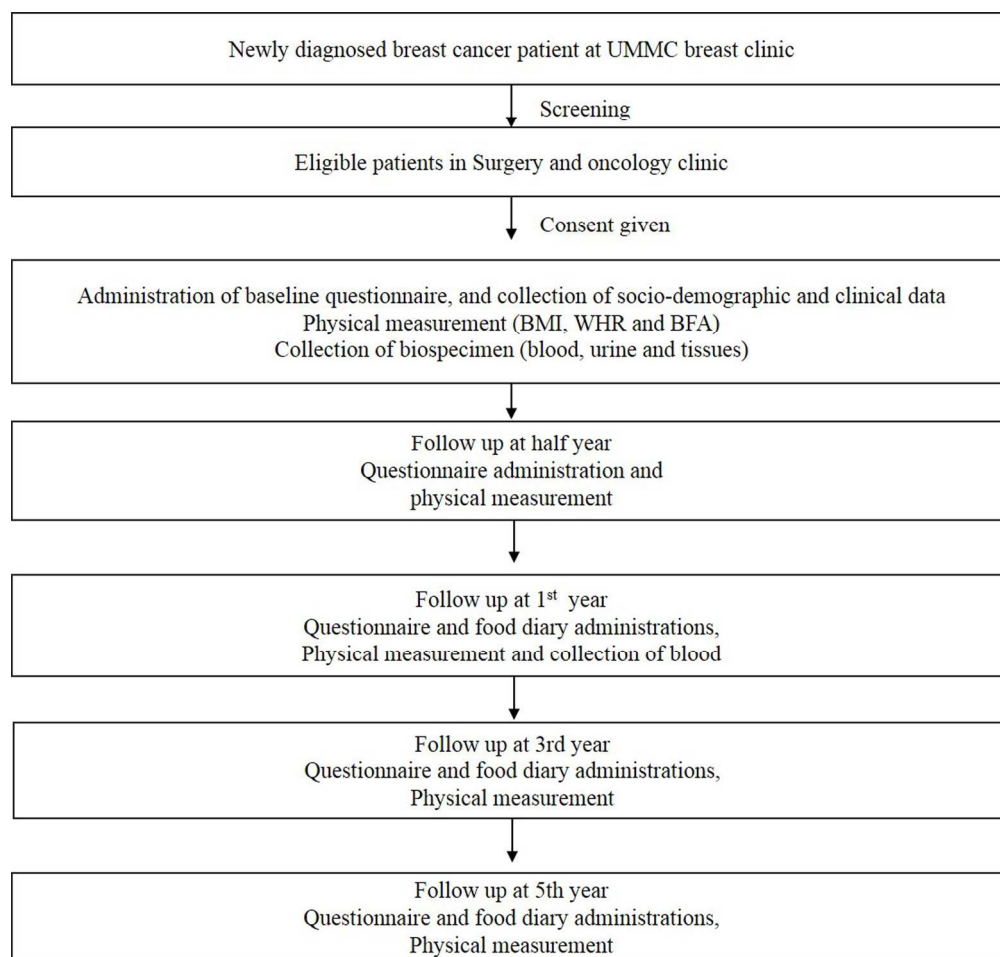 Newly diagnosed breast cancer patient at UMMC breast clinic
Screening
Eligible patients in Surgery and oncology clinic
Consent given
Administration of baseline questionnaire, and collection of socio-demographic and clinical data
Physical measurement (BMI, WHR and BFA)
Collection of biospecimen (blood, urine and tissues)
Follow up at half year
Questionnaire administration and
physical measurement
Follow up at 1st year
Questionnaire and food diary administrations,
Physical measurement and collection of blood
Follow up at 3rd year
Questionnaire and food diary administrations,
Physical measurement
Follow up at 5th year
Questionnaire and food diary administrations,
Physical measurement